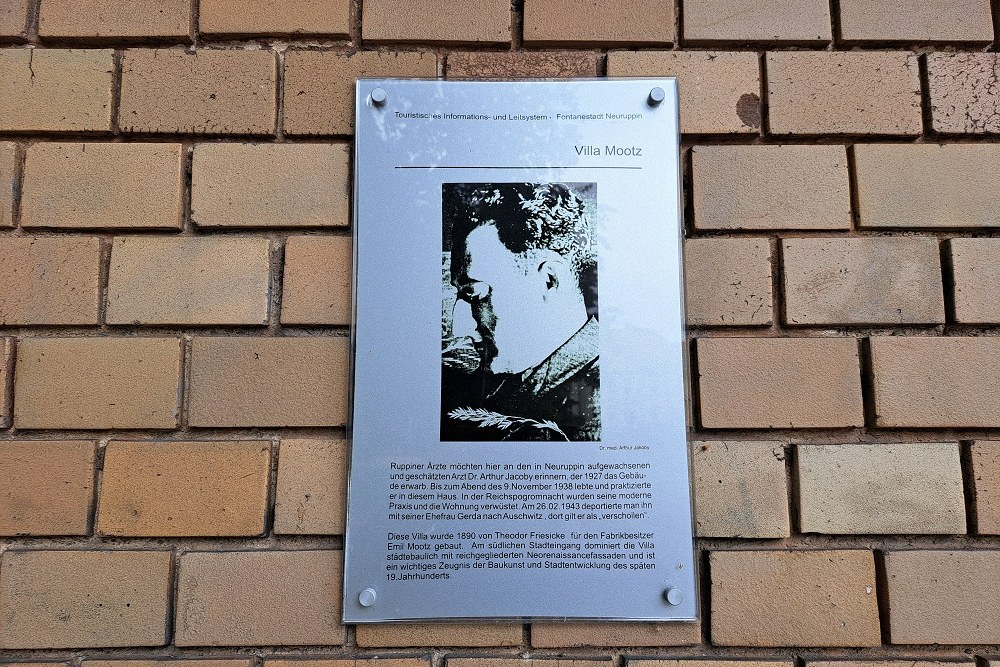 Touristisches Informations- und Leitsystem - Fontanestadt Neuruppin
Villa Mootz
Dr. med. Arthur Jakoby
Ruppiner Ärzte möchten hier an den in Neuruppin aufgewachsenen
und geschätzten Arzt Dr. Arthur Jacoby erinnern, der 1927 das Gebäu-
de erwarb. Bis zum Abend des 9.November 1938 lebte und praktizierte
er in diesem Haus. In der Reichspogromnacht wurden seine moderne
Praxis und die Wohnung verwüstet. Am 26.02.1943 deportierte man ihn
mit seiner Ehefrau Gerda nach Auschwitz , dort gilt er als „verschollen“.
Diese Villa wurde 1890 von Theodor Friesicke für den Fabrikbesitzer
Emil Mootz gebaut. Am südlichen Stadteingang dominiert die Villa
städtebaulich mit reichgegliederten Neorenaissancefassaden und ist
ein wichtiges Zeugnis der Baukunst und Stadtentwicklung des späten
19.Jahrhunderts.